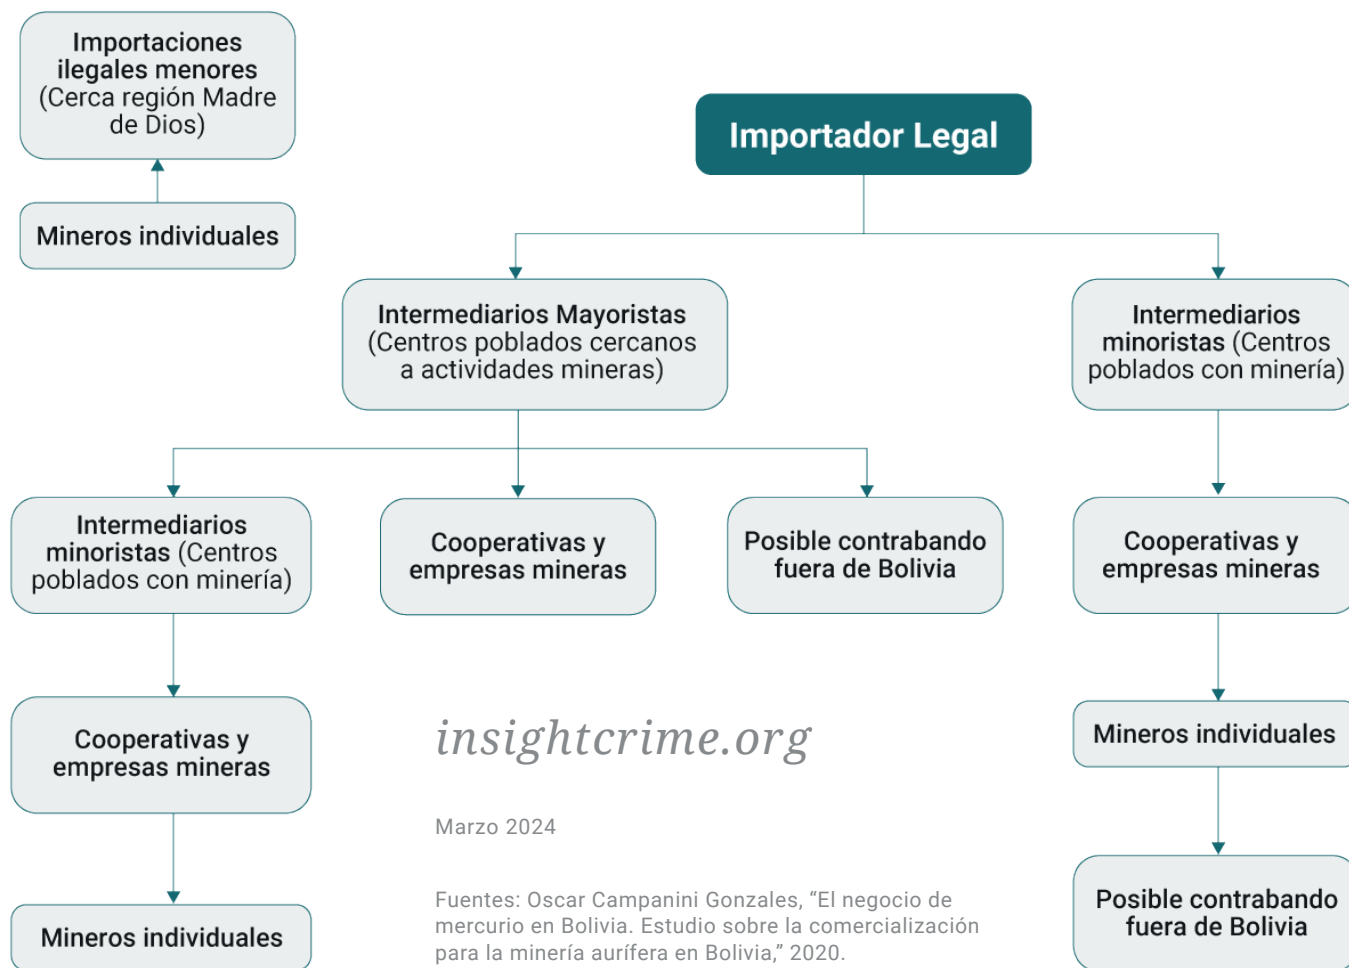 Importaciones
ilegales menores
(Cerca región Madre
de Dios)
Mineros individuales
Importador Legal
Intermediarios Mayoristas
(Centros poblados cercanos
a actividades mineras)
Intermediarios
minoristas (Centros
poblados con minería)
Intermediarios
minoristas (Centros
poblados con minería)
Cooperativas y
empresas mineras
Posible contrabando
fuera de Bolivia
Cooperativas y
empresas mineras
Cooperativas y
empresas mineras
Mineros individuales
Mineros individuales
Posible contrabando
fuera de Bolivia
insightcrime.org
Marzo 2024
Fuentes: Oscar Campanini Gonzales, “El negocio de
mercurio en Bolivia. Estudio sobre la comercialización
para la minería aurífera en Bolivia,” 2020.